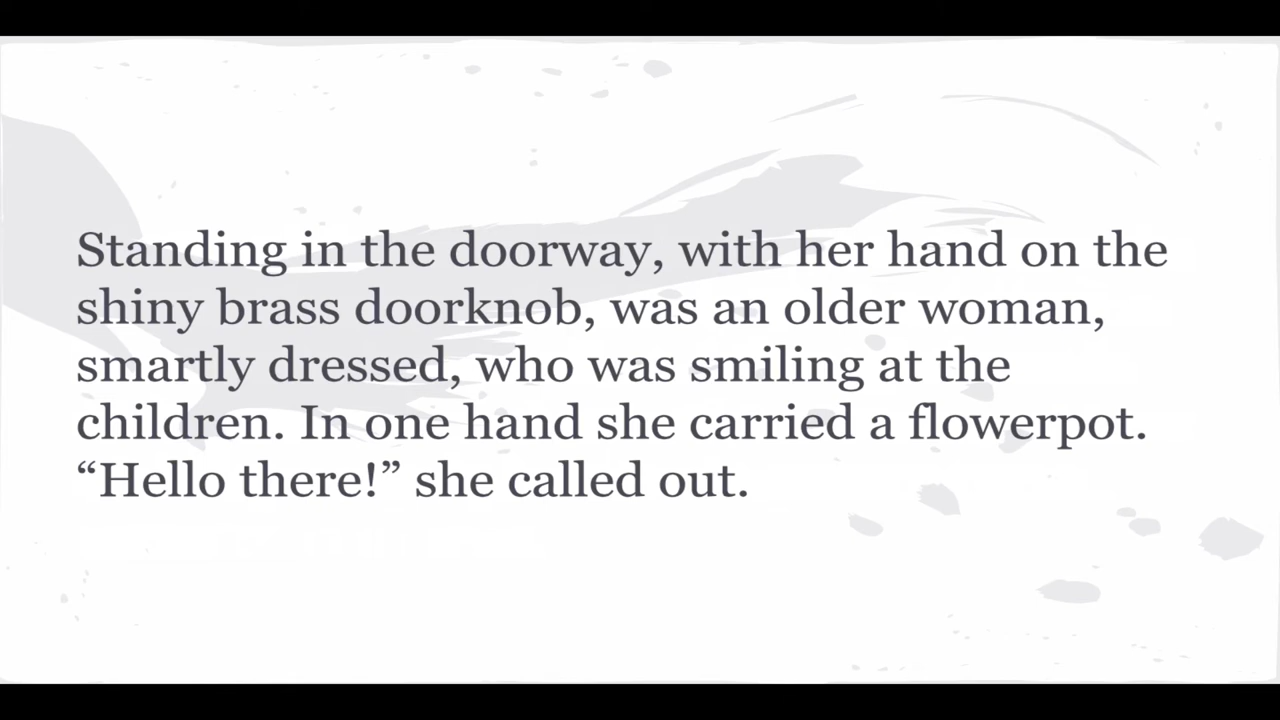 Standing in the doorway, with her hand on the
shiny brass doorknob, was an older woman,
smartly dressed, who was smiling at the
children. In one hand she carried a flowerpot.
“Hello there!” she called out.